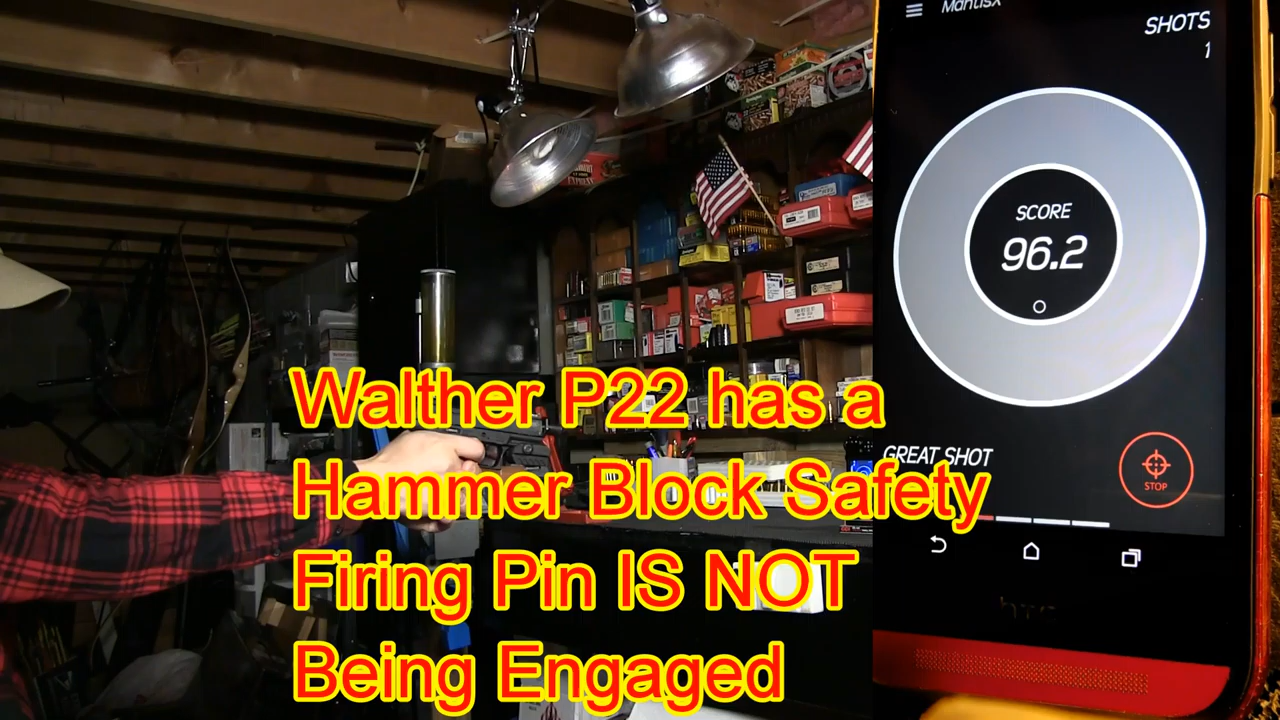 MantisX
SHOTS
1
SCORE
96.2
GREAT SHOT
STOP
hTC
Walther P22 has a
Hammer Block Safety
Firing Pin IS NOT
Being Engaged